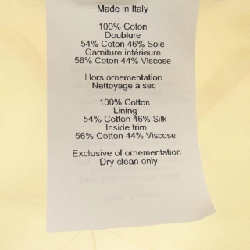 Made in Italy
100% Coton
Doublure
54% Coton 46% Soie
Garniture intérieure
56% Coton 44% Viscose
Hors ornementation
Nettoyage a sec
100% Cotton
Lining
54% Cotton 46% Silk
Inside trim
56% Cotton 44% Viscose
Exclusive of ornementation
Dry clean only